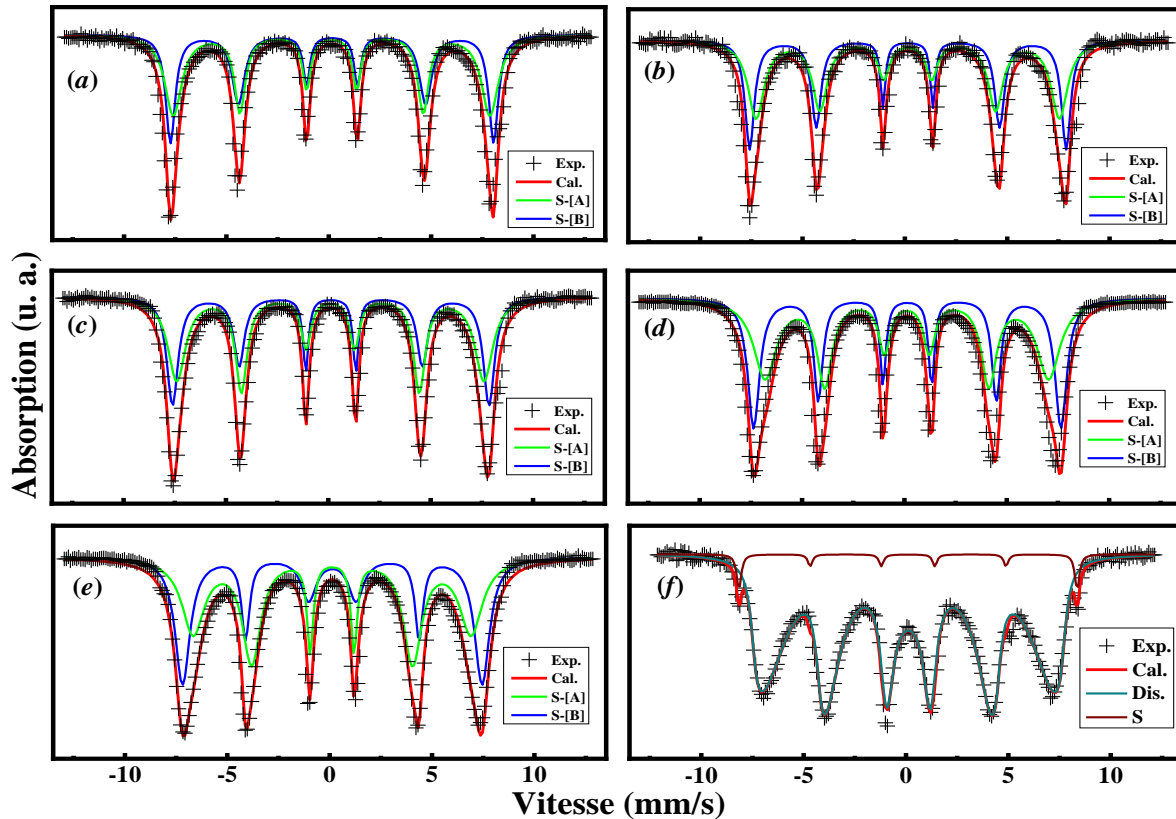 (a)
Exp.
Cal.
S-[A]
S-[B]
(b)
Exp.
Cal.
S-[A]
S-[B]
(c)
Exp.
Cal.
S-[A]
S-[B]
(d)
Exp.
Cal.
S-[A]
S-[B]
(e)
Exp.
Cal.
S-[A]
S-[B]
(f)
Exp.
Cal.
Dis.
S
Absorption (u. a.)
-10 -5 0 5 10
-10 -5 0 5 10
Vitesse (mm/s)